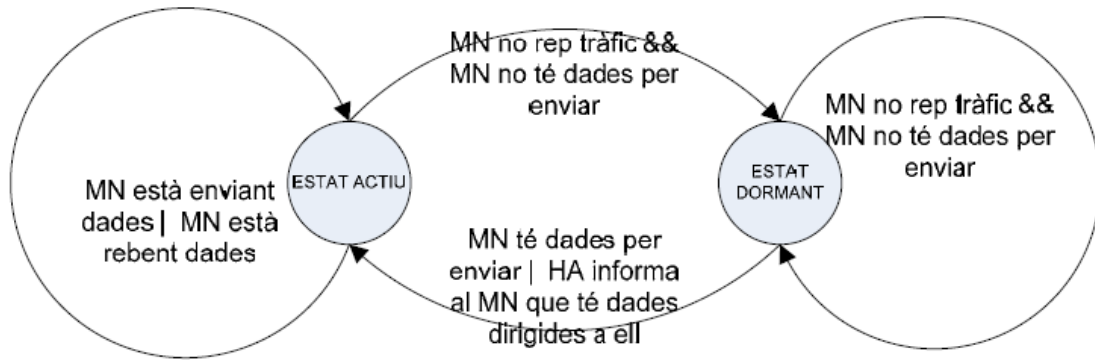 MN no rep tràfic &&
MN no té dades per
enviar
MN no rep tràfic &&
MN no té dades per
enviar
ESTAT ACTIU
ESTAT
DORMANT
MN està enviant
dades | MN està
rebent dades
MN té dades per
enviar | HA informa
al MN que té dades
dirigides a ell